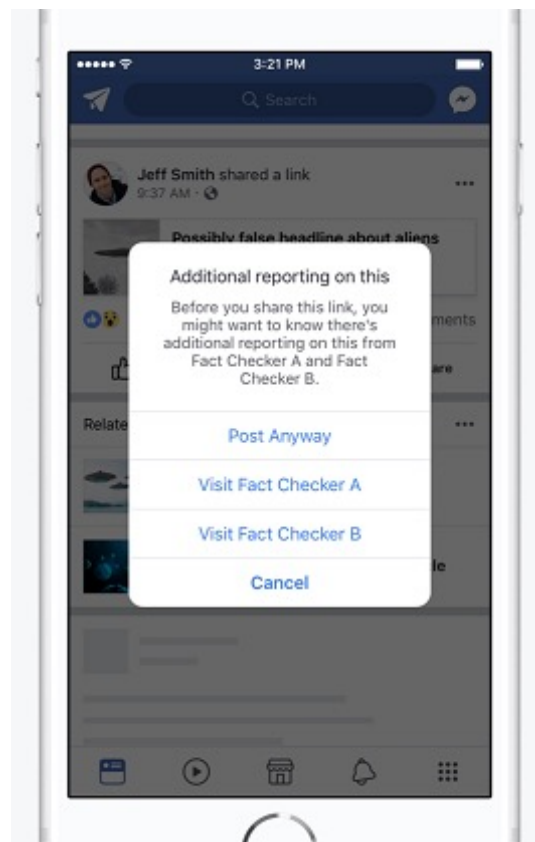 3:21 PM
Search
Jeff Smith shared a link
9:37 AM
Possibly false headline about aliens
ments
are
Additional reporting on this
Before you share this link, you
might want to know there's
additional reporting on this from
Fact Checker A and Fact
Checker B.
Post Anyway
Relate
Visit Fact Checker A
Visit Fact Checker B
le
Cancel